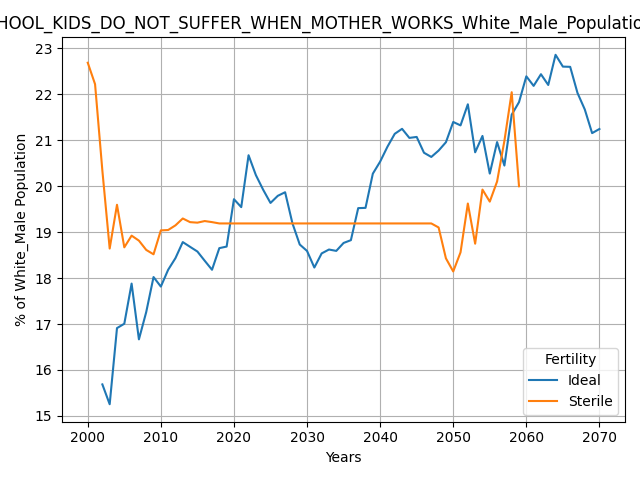 HOOL_KIDS_DO_NOT_SUFFER_WHEN_MOTHER_WORKS_White_Male_Populatio
23
22
21
20
19
18
17
16
15
% of White_Male Population
Fertility
Ideal
Sterile
2000 2010 2020 2030 2040 2050 2060 2070
Years